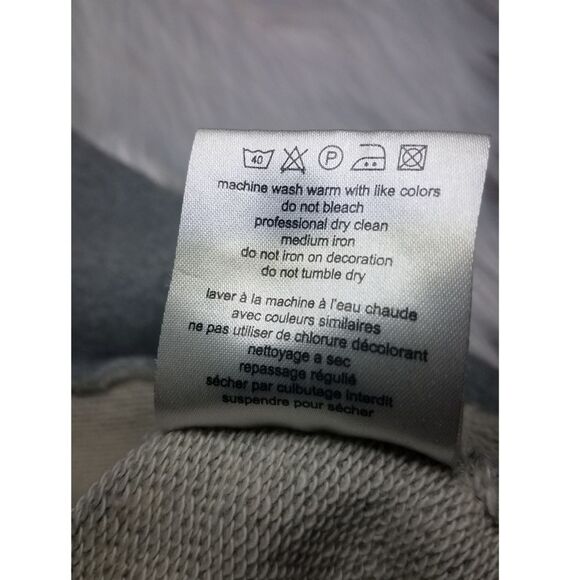 40 P
machine wash warm with like colors
do not bleach
professional dry clean
medium iron
do not iron on decoration
do not tumble dry
laver à la machine à l'eau chaude
avec couleurs similaires
ne pas utiliser de chlorure décolorant
nettoyage a sec
repassage régulié
sécher par culbutage interdit
suspendre pour sécher